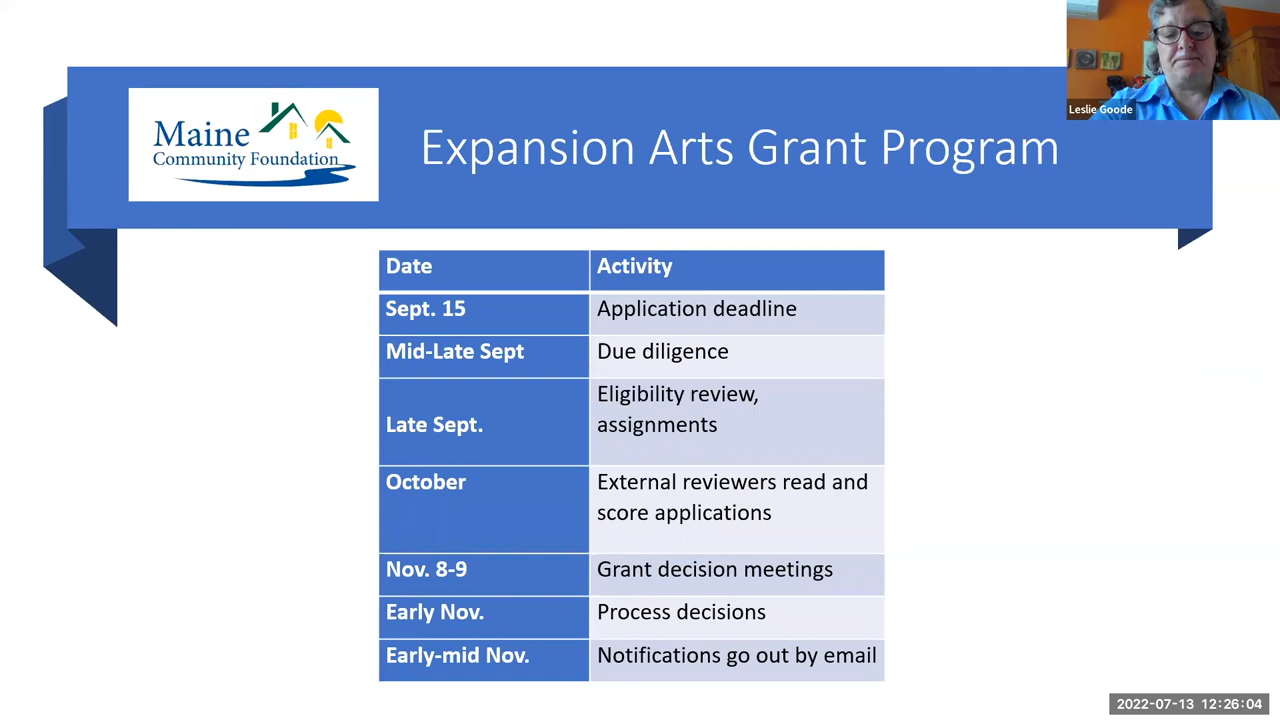 Leslie Goode
Maine
Community Foundation
Expansion Arts Grant Program
Date Activity
Sept. 15 Application deadline
Mid-Late Sept Due diligence
Late Sept. Eligibility review,
assignments
October External reviewers read and
score applications
Nov. 8-9 Grant decision meetings
Early Nov. Process decisions
Early-mid Nov. Notifications go out by email
2022-07-13 12:26:04